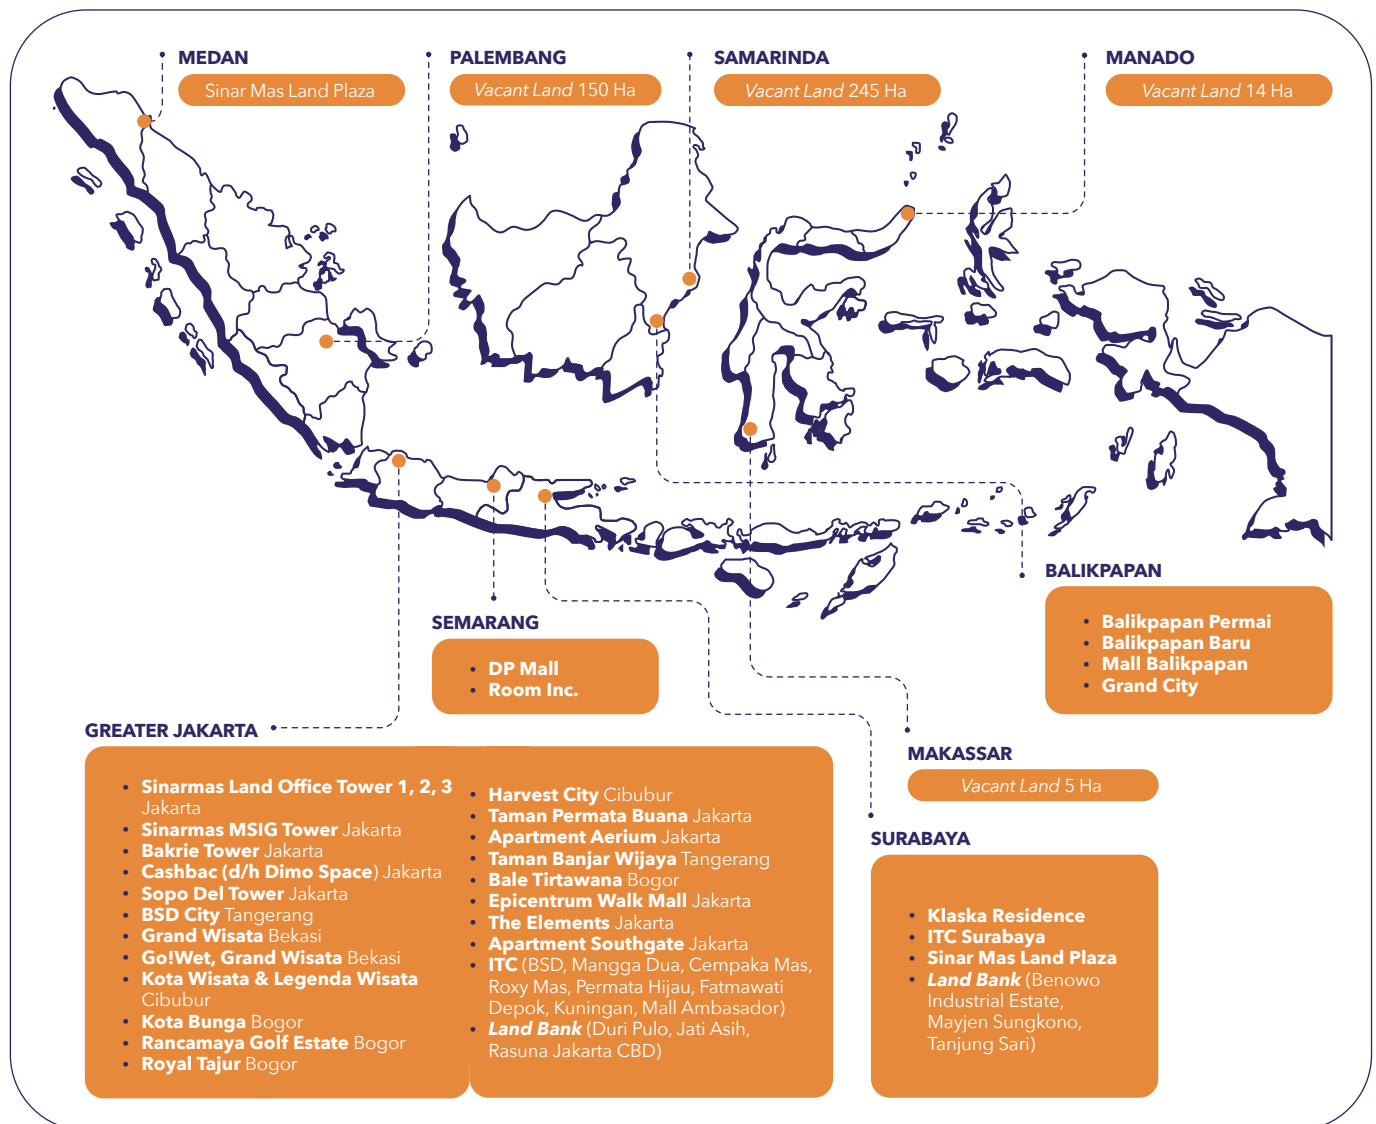 MEDAN
Sinar Mas Land Plaza
PALEMBANG
Vacant Land 150 Ha
SAMARINDA
Vacant Land 245 Ha
MANADO
Vacant Land 14 Ha
BALIKPAPAN
• Balikpapan Permai
• Balikpapan Baru
• Mall Balikpapan
• Grand City
SEMARANG
• DP Mall
• Room Inc.
GREATER JAKARTA
• Sinarmas Land Office Tower 1, 2, 3
Jakarta
• Sinarmas MSIG Tower Jakarta
• Bakrie Tower Jakarta
• Cashbac (d/h Dimo Space) Jakarta
• Sopo Del Tower Jakarta
• BSD City Tangerang
• Grand Wisata Bekasi
• Go!Wet, Grand Wisata Bekasi
• Kota Wisata & Legenda Wisata
Cibubur
• Kota Bunga Bogor
• Rancamaya Golf Estate Bogor
• Royal Tajur Bogor
• Harvest City Cibubur
• Taman Permata Buana Jakarta
• Apartment Aerium Jakarta
• Taman Banjar Wijaya Tangerang
• Bale Tirtawana Bogor
• Epicentrum Walk Mall Jakarta
• The Elements Jakarta
• Apartment Southgate Jakarta
• ITC (BSD, Mangga Dua, Cempaka Mas,
Roxy Mas, Permata Hijau, Fatmawati
Depok, Kuningan, Mall Ambasador)
• Land Bank (Duri Pulo, Jati Asih,
Rasuna Jakarta CBD)
MAKASSAR
Vacant Land 5 Ha
SURABAYA
• Klaska Residence
• ITC Surabaya
• Sinar Mas Land Plaza
• Land Bank (Benowo
Industrial Estate,
Mayjen Sungkono,
Tanjung Sari)